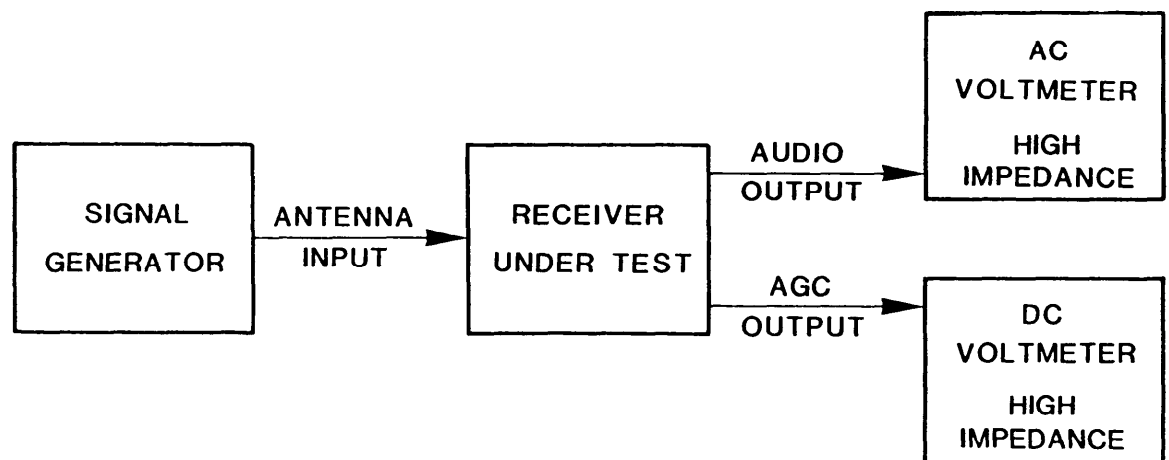 SIGNAL
GENERATOR
ANTENNA
INPUT
RECEIVER
UNDER TEST
AUDIO
OUTPUT
AC
VOLTMETER
HIGH
IMPEDANCE
AGC
OUTPUT
DC
VOLTMETER
HIGH
IMPEDANCE